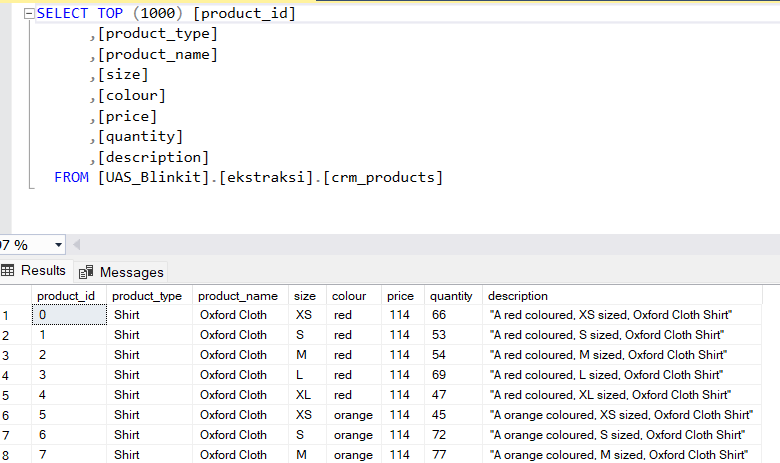 SELECT TOP (1000) [product_id]
,[product_type]
,[product_name]
,[size]
,[colour]
,[price]
,[quantity]
,[description]
FROM [UAS_Blinkit].[ekstraksi].[crm_products]
97 %
Results Messages
product_id product_type product_name size colour price quantity description
1 0 Shirt Oxford Cloth XS red 114 66 "A red coloured, XS sized, Oxford Cloth Shirt"
2 1 Shirt Oxford Cloth S red 114 53 "A red coloured, S sized, Oxford Cloth Shirt"
3 2 Shirt Oxford Cloth M red 114 54 "A red coloured, M sized, Oxford Cloth Shirt"
4 3 Shirt Oxford Cloth L red 114 69 "A red coloured, L sized, Oxford Cloth Shirt"
5 4 Shirt Oxford Cloth XL red 114 47 "A red coloured, XL sized, Oxford Cloth Shirt"
6 5 Shirt Oxford Cloth XS orange 114 45 "A orange coloured, XS sized, Oxford Cloth Shirt"
7 6 Shirt Oxford Cloth S orange 114 72 "A orange coloured, S sized, Oxford Cloth Shirt"
8 7 Shirt Oxford Cloth M orange 114 77 "A orange coloured, M sized, Oxford Cloth Shirt"